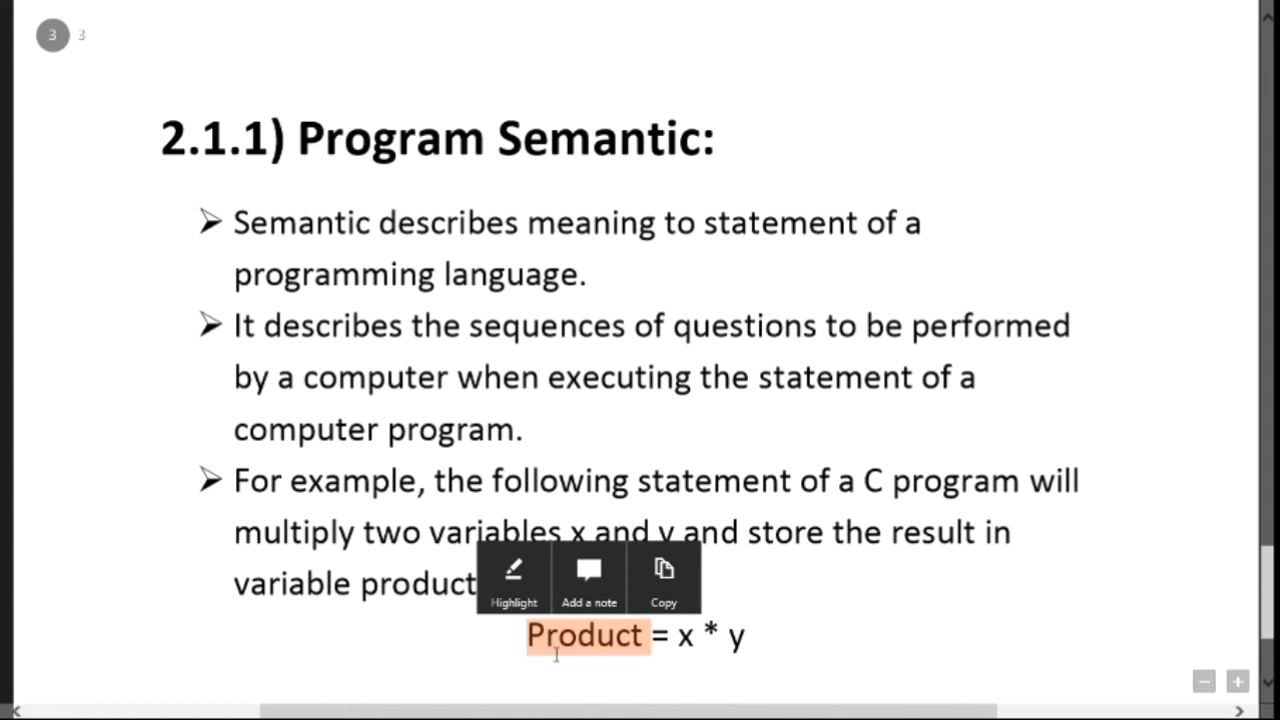 3 3
2.1.1) Program Semantic:
➢ Semantic describes meaning to statement of a
programming language.
➢ It describes the sequences of questions to be performed
by a computer when executing the statement of a
computer program.
➢ For example, the following statement of a C program will
multiply two variables x and y and store the result in
variable product
Highlight Add a note Copy
Product = x * y